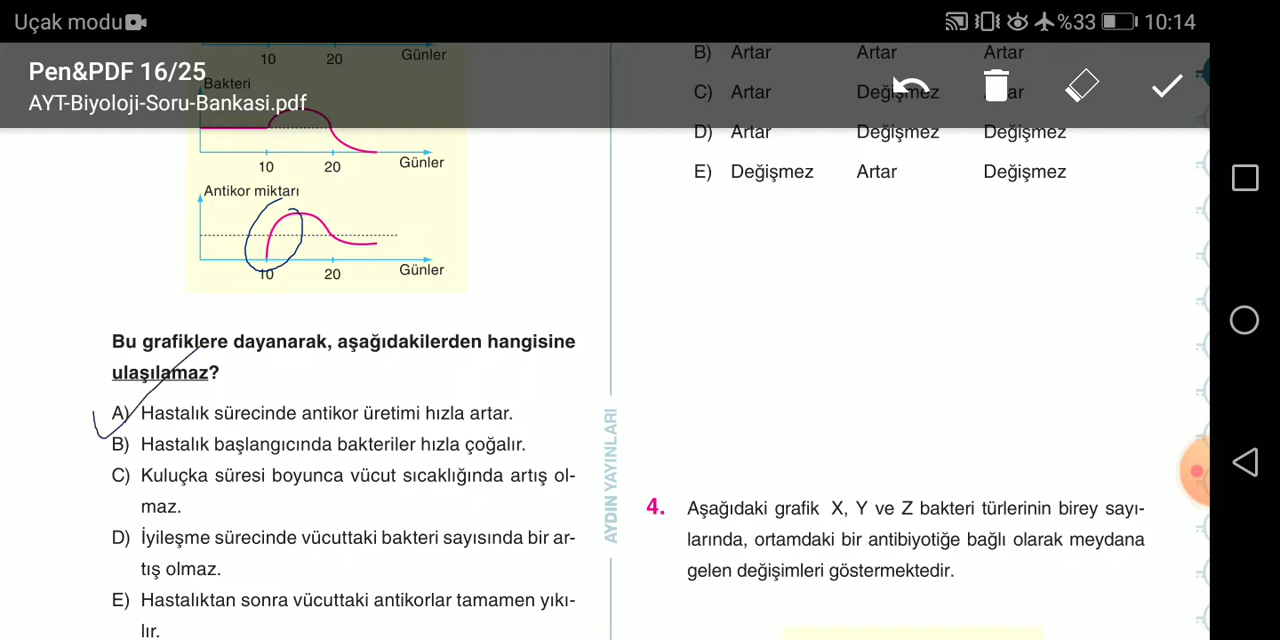 Uçak modu
%33
10:14
10 20 Günler
Pen&PDF 16/25
AYT-Biyoloji-Soru-Bankasi.pdf
Bakteri
10 20 Günler
Antikor miktarı
10 20 Günler
Bu grafiklere dayanarak, aşağıdakilerden hangisine
ulaşılamaz?
A) Hastalık sürecinde antikor üretimi hızla artar.
B) Hastalık başlangıcında bakteriler hızla çoğalır.
C) Kuluçka süresi boyunca vücut sıcaklığında artış ol-
maz.
D) İyileşme sürecinde vücuttaki bakteri sayısında bir ar-
tış olmaz.
E) Hastalıktan sonra vücuttaki antikorlar tamamen yıkı-
lır.
AYDIN YAYINLARI
B) Artar Artar Artar
C) Artar Değişmez
D) Artar Değişmez Değişmez
E) Değişmez Artar Değişmez
4. Aşağıdaki grafik X, Y ve Z bakteri türlerinin birey sayı-
larında, ortamdaki bir antibiyotiğe bağlı olarak meydana
gelen değişimleri göstermektedir.